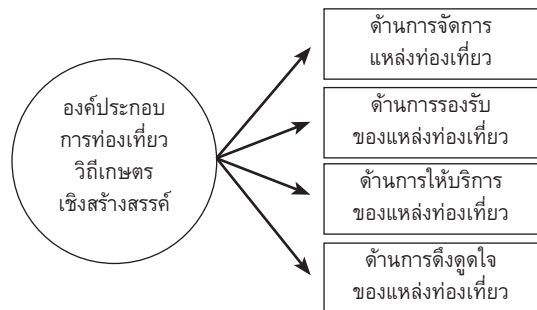 องค์ประกอบ
การท่องเที่ยว
วิถีเกษตร
เชิงสร้างสรรค์
ด้านการจัดการ
แหล่งท่องเที่ยว
ด้านการรองรับ
ของแหล่งท่องเที่ยว
ด้านการให้บริการ
ของแหล่งท่องเที่ยว
ด้านการดึงดูดใจ
ของแหล่งท่องเที่ยว